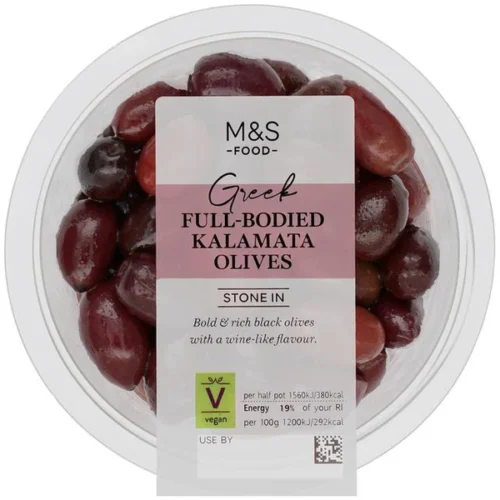 M&S
-FOOD-
Greek
FULL-BODIED
KALAMATA
OLIVES
STONE IN
Bold & rich black olives
with a wine-like flavour.
V
vegan
per half pot 1560kJ/380kcal
Energy 19% of your RI
per 100g 1200kJ/292kcal
USE BY